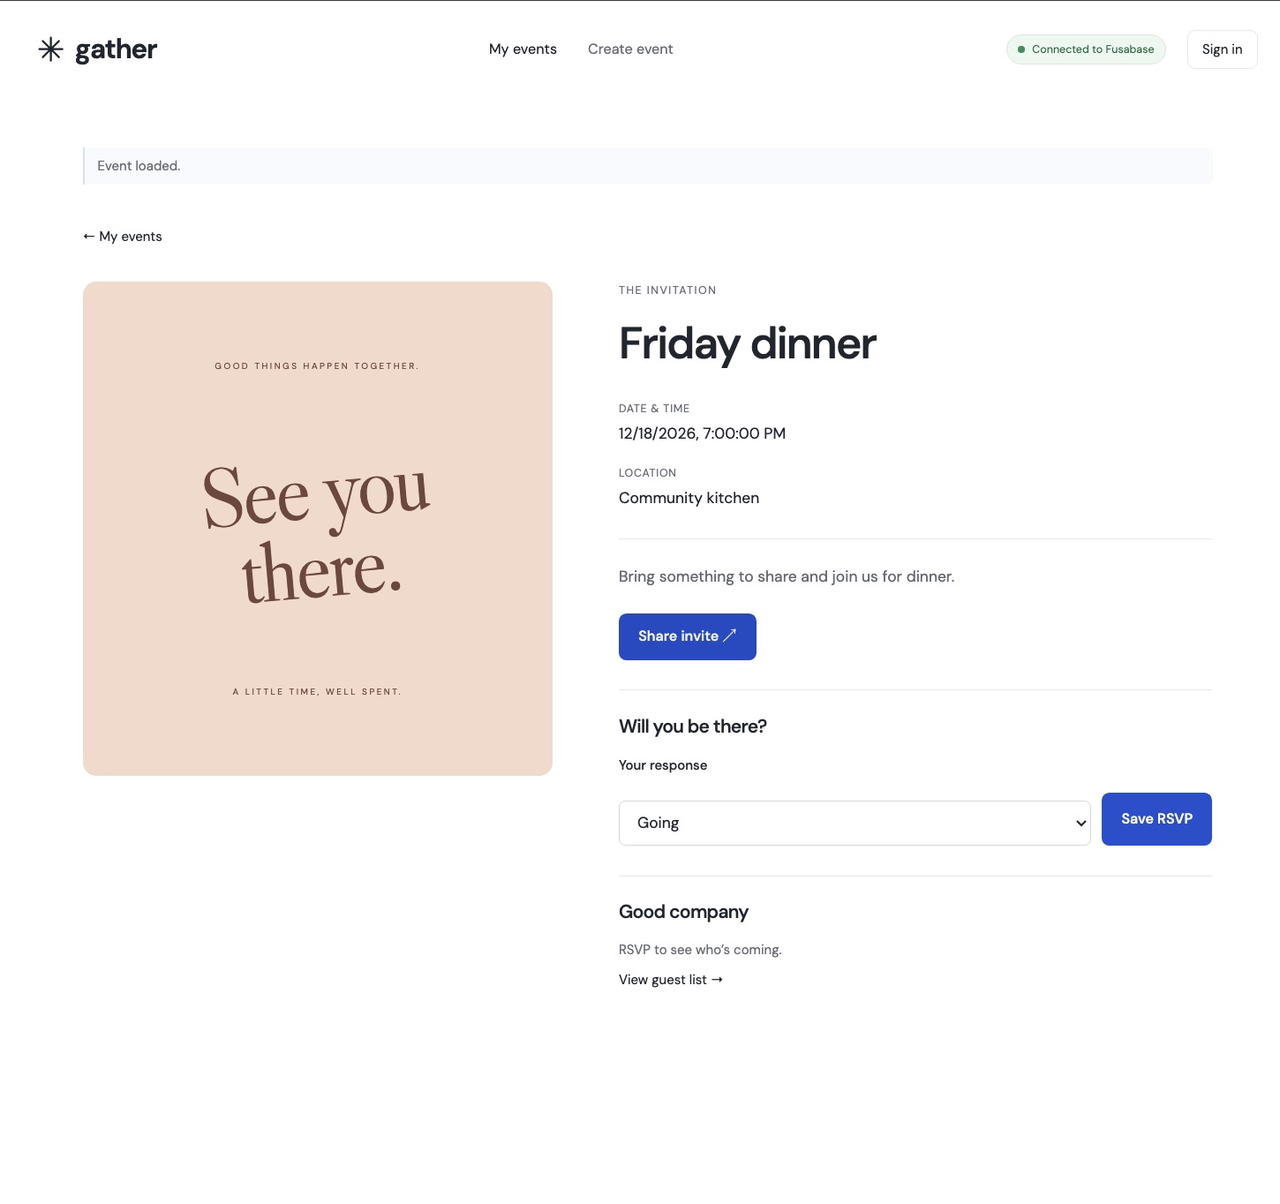 gather
My events
Create event
Connected to Fusabase
Sign in
Event loaded.
← My events
GOOD THINGS HAPPEN TOGETHER.
See you
there.
A LITTLE TIME, WELL SPENT.
THE INVITATION
Friday dinner
DATE & TIME
12/18/2026, 7:00:00 PM
LOCATION
Community kitchen
Bring something to share and join us for dinner.
Share invite ↗
Will you be there?
Your response
Going
Save RSVP
Good company
RSVP to see who’s coming.
View guest list →